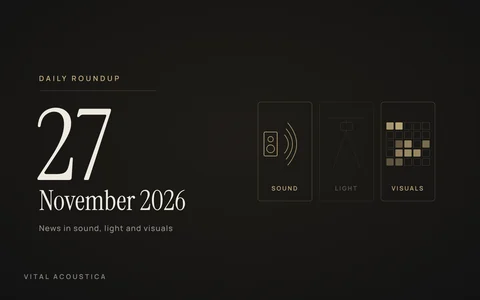 DAILY ROUNDUP
27
November 2026
News in sound, light and visuals
SOUND
LIGHT
VISUALS
VITAL ACOUSTICA